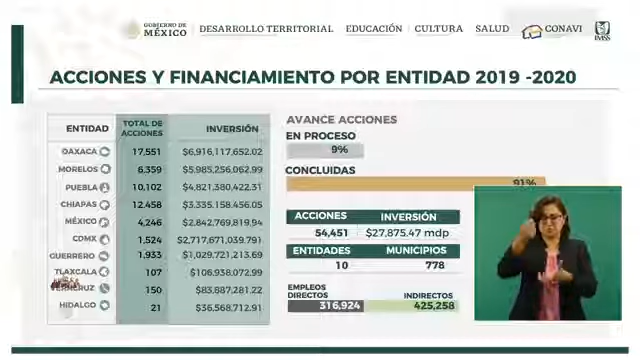 GOBIERNO DE MÉXICO DESARROLLO TERRITORIAL EDUCACIÓN CULTURA SALUD CONAVI IMSS
ACCIONES Y FINANCIAMIENTO POR ENTIDAD 2019 -2020
ENTIDAD TOTAL DE ACCIONES INVERSIÓN
OAXACA 17,551 $6,916,117,652.02
MORELOS 6,359 $5,985,256,062.99
PUEBLA 10,102 $4,821,380,422.31
CHIAPAS 12,458 $3,335,158,456.05
MÉXICO 4,246 $2,842,769,819.94
CDMX 1,524 $2,717,671,039.791
GUERRERO 1,933 $1,029,721,213.69
TLAXCALA 107 $106,938,072.99
VERACRUZ 150 $83,887,281.22
HIDALGO 21 $36,568,712.91
AVANCE ACCIONES
EN PROCESO
9%
CONCLUIDAS
91%
ACCIONES INVERSIÓN
54,451 $27,875.47 mdp
ENTIDADES MUNICIPIOS
10 778
EMPLEOS DIRECTOS INDIRECTOS
316,924 425,258